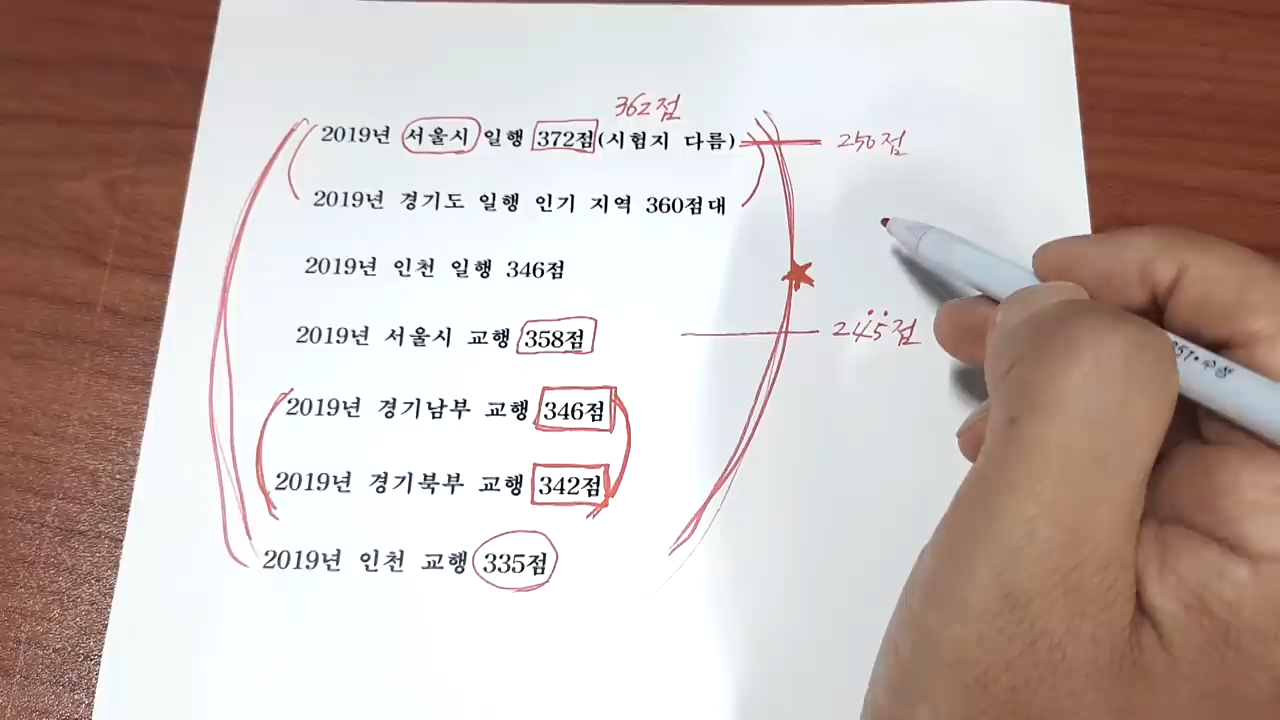 362점
2019년 서울시 일행 372점(시험지 다름) 250점
2019년 경기도 일행 인기 지역 360점대
2019년 인천 일행 346점
2019년 서울시 교행 358점 245점
2019년 경기남부 교행 346점
2019년 경기북부 교행 342점
2019년 인천 교행 335점